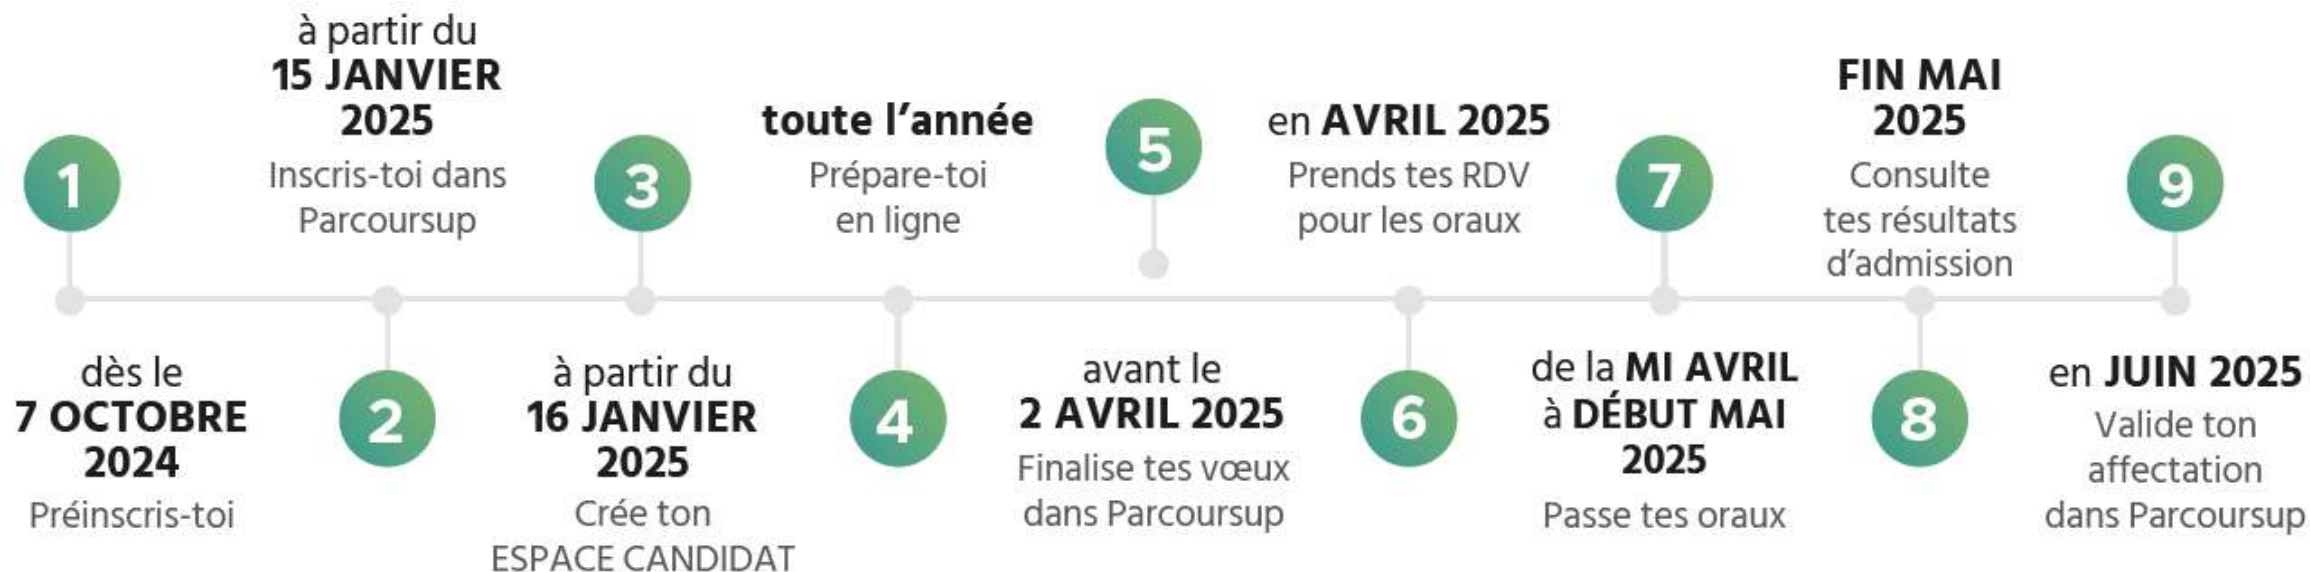 1
dès le
7 OCTOBRE
2024
Préinscris-toi
à partir du
15 JANVIER
2025
Inscris-toi dans
Parcoursup
2
3
à partir du
16 JANVIER
2025
Crée ton
ESPACE CANDIDAT
toute l’année
Prépare-toi
en ligne
4
5
avant le
2 AVRIL 2025
Finalise tes vœux
dans Parcoursup
en AVRIL 2025
Prends tes RDV
pour les oraux
6
7
de la MI AVRIL
à DÉBUT MAI
2025
Passe tes oraux
FIN MAI
2025
Consulte
tes résultats
d’admission
8
9
en JUIN 2025
Valide ton
affectation
dans Parcoursup